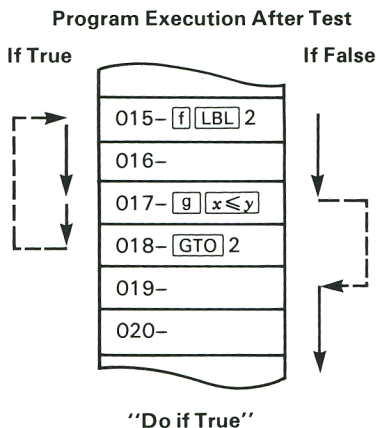 Program Execution After Test
If True If False
015– f LBL 2
016–
017– g x≤y
018– GTO 2
019–
020–
"Do if True"